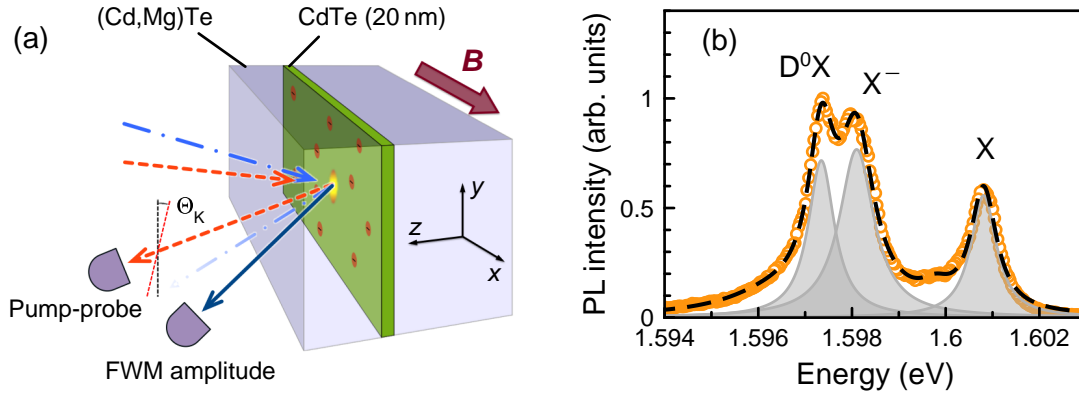 (a)
(Cd,Mg)Te
CdTe (20 nm)
B
y
z
x
Θ_K
Pump-probe
FWM amplitude
(b)
D⁰X
X⁻
X
PL intensity (arb. units)
1
0.5
0
1.594
1.596
1.598
1.6
1.602
Energy (eV)